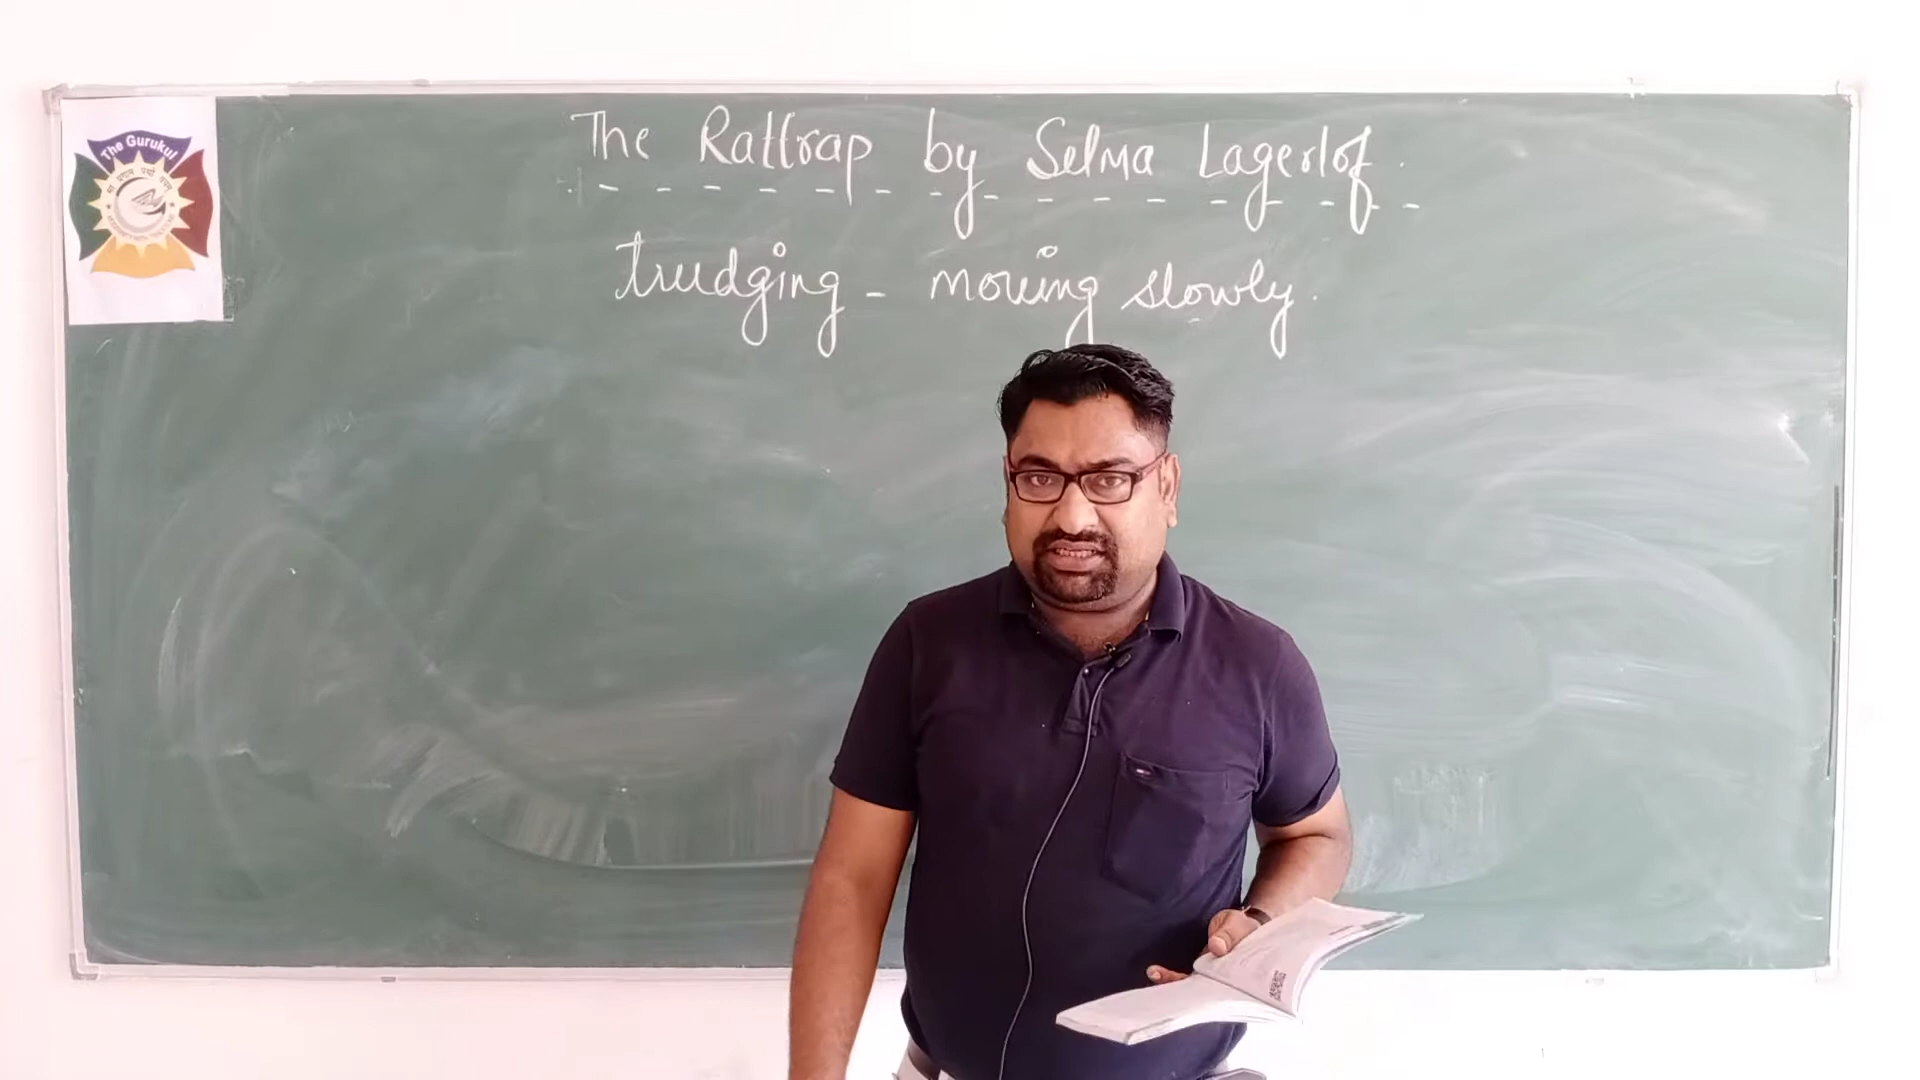 The Gurukul
The Rattrap by Selma Lagerlof.
trudging - moving slowly.